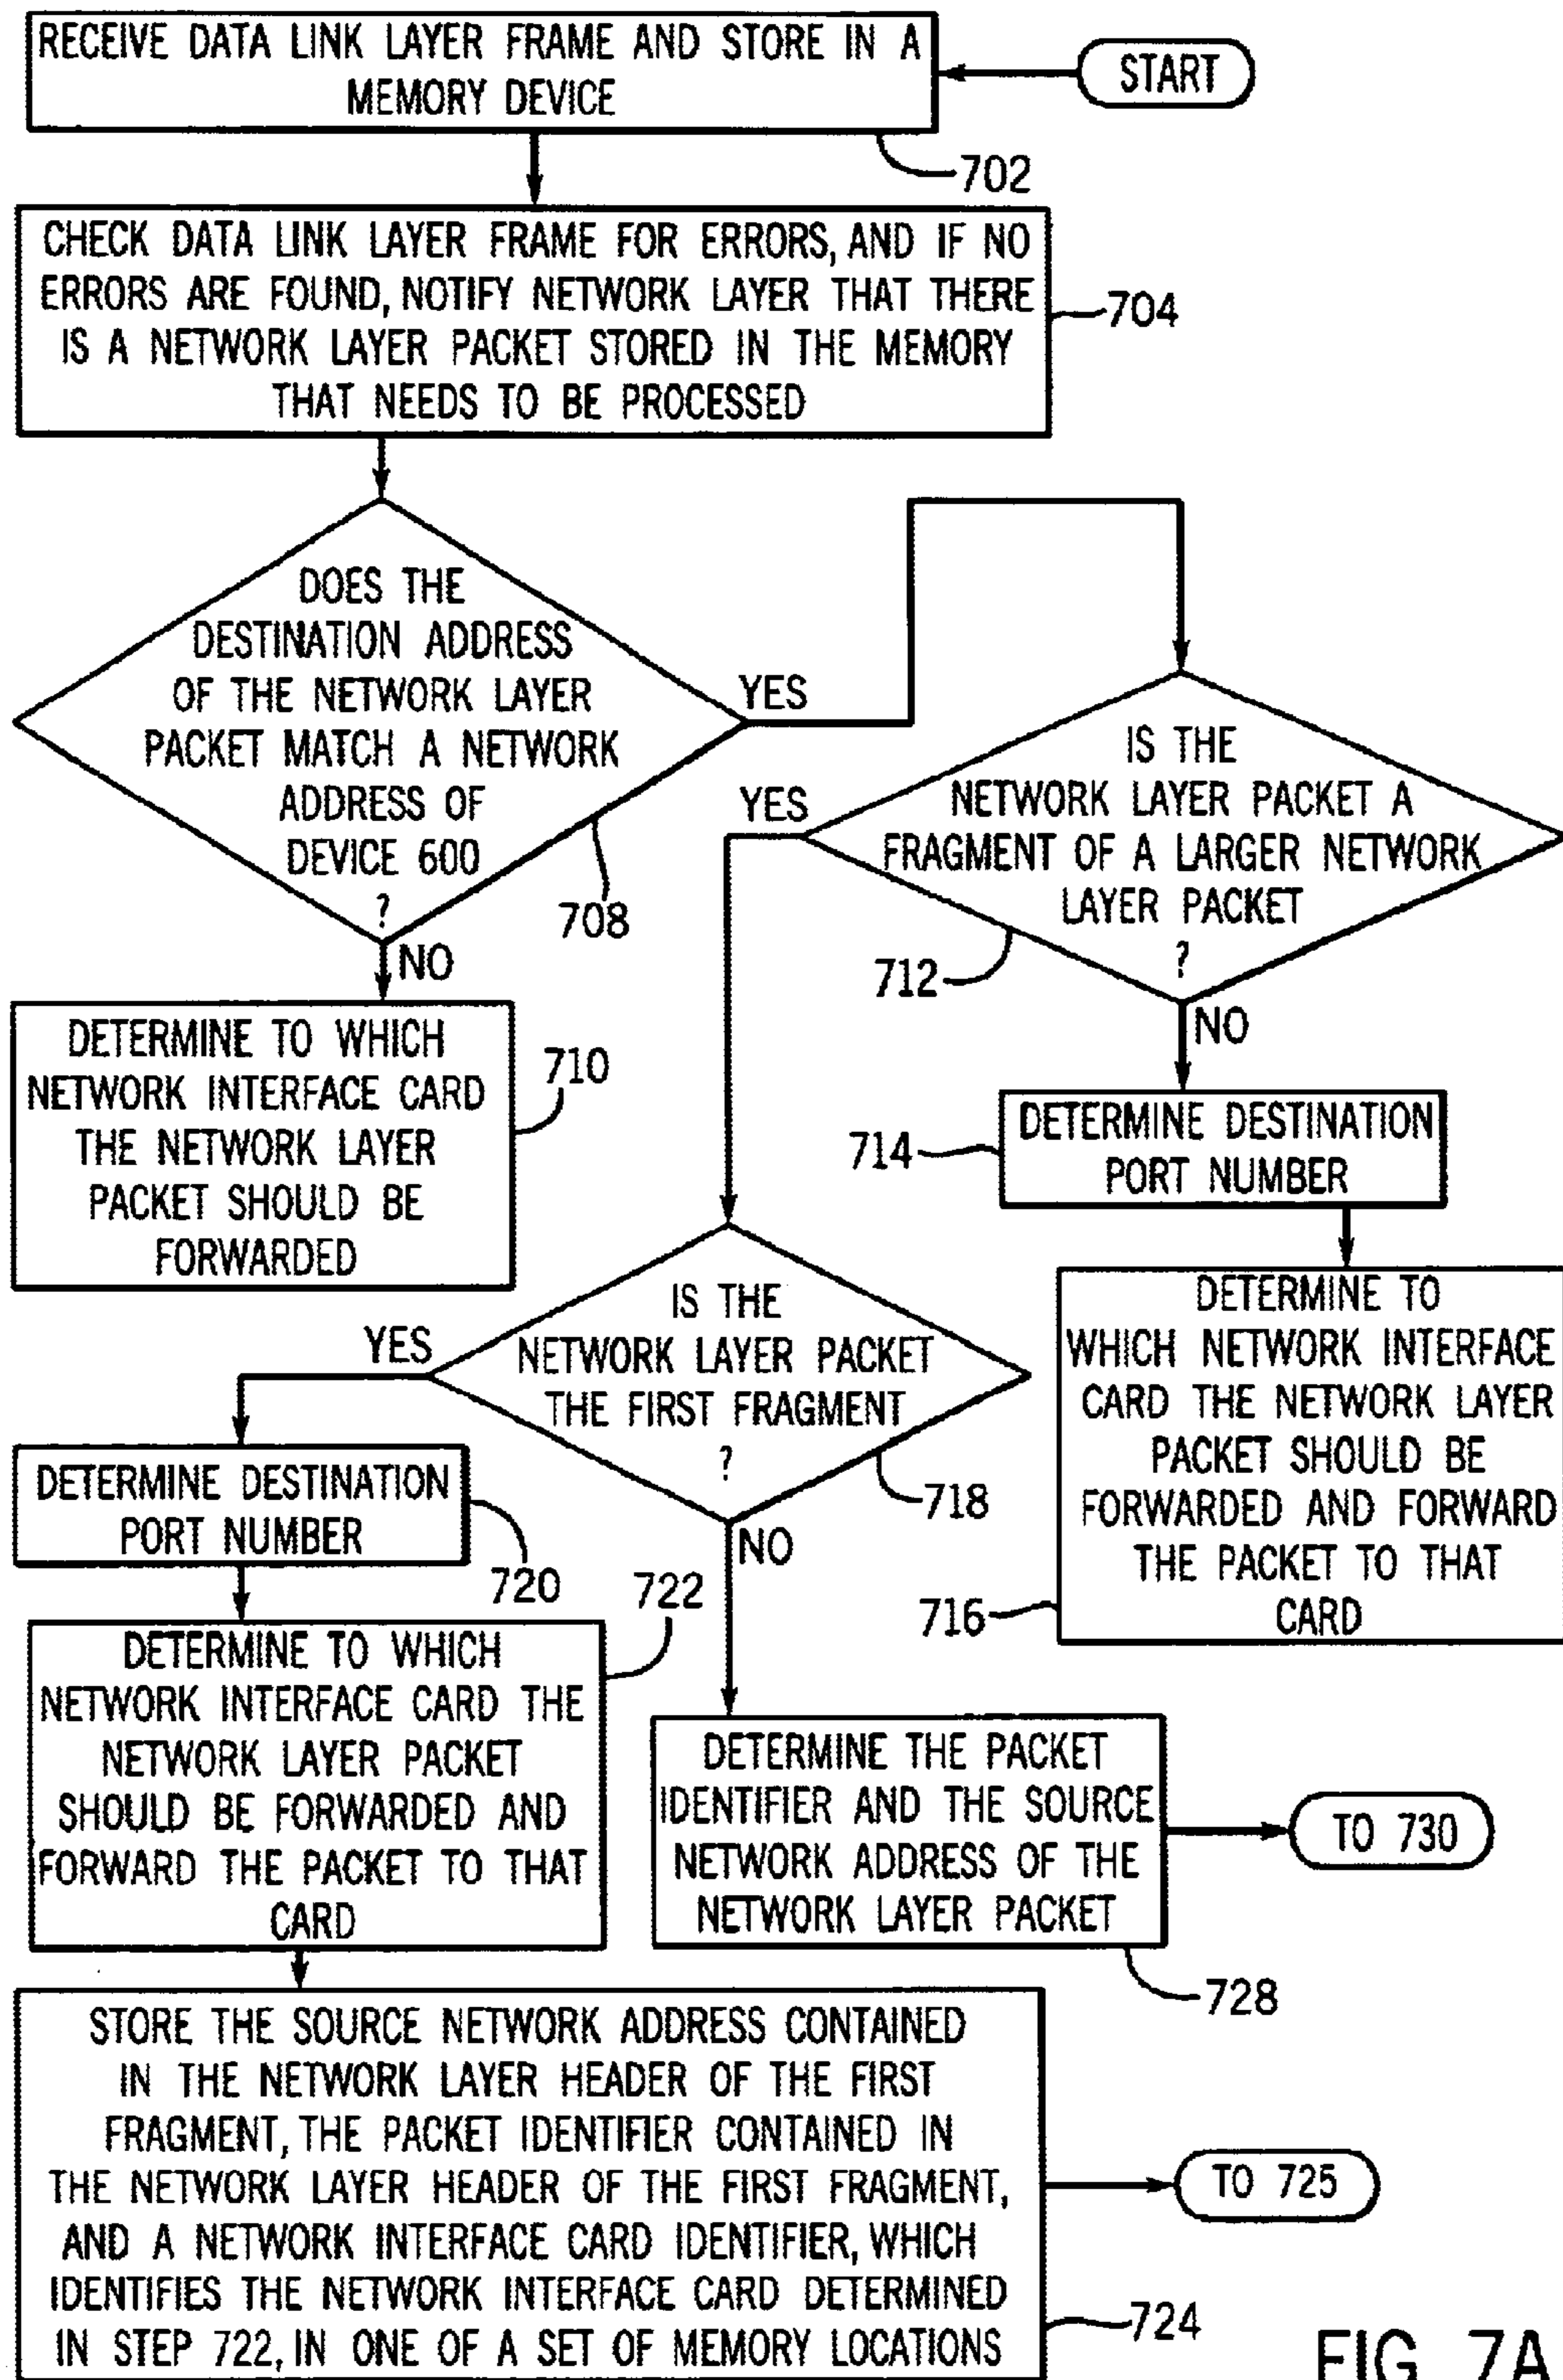 RECEIVE DATA LINK LAYER FRAME AND STORE IN A
MEMORY DEVICE
START
702
CHECK DATA LINK LAYER FRAME FOR ERRORS, AND IF NO
ERRORS ARE FOUND, NOTIFY NETWORK LAYER THAT THERE
IS A NETWORK LAYER PACKET STORED IN THE MEMORY
THAT NEEDS TO BE PROCESSED
704
DOES THE
DESTINATION ADDRESS
OF THE NETWORK LAYER
PACKET MATCH A NETWORK
ADDRESS OF
DEVICE 600
?
YES
708
NO
IS THE
NETWORK LAYER PACKET A
FRAGMENT OF A LARGER NETWORK
LAYER PACKET
?
YES
712
NO
DETERMINE TO WHICH
NETWORK INTERFACE CARD
THE NETWORK LAYER
PACKET SHOULD BE
FORWARDED
710
714
DETERMINE DESTINATION
PORT NUMBER
DETERMINE TO
WHICH NETWORK INTERFACE
CARD THE NETWORK LAYER
PACKET SHOULD BE
FORWARDED AND FORWARD
THE PACKET TO THAT
CARD
716
IS THE
NETWORK LAYER PACKET
THE FIRST FRAGMENT
?
YES
718
NO
DETERMINE DESTINATION
PORT NUMBER
720
722
DETERMINE TO WHICH
NETWORK INTERFACE CARD THE
NETWORK LAYER PACKET
SHOULD BE FORWARDED AND
FORWARD THE PACKET TO THAT
CARD
DETERMINE THE PACKET
IDENTIFIER AND THE SOURCE
NETWORK ADDRESS OF THE
NETWORK LAYER PACKET
TO 730
728
STORE THE SOURCE NETWORK ADDRESS CONTAINED
IN THE NETWORK LAYER HEADER OF THE FIRST
FRAGMENT, THE PACKET IDENTIFIER CONTAINED IN
THE NETWORK LAYER HEADER OF THE FIRST FRAGMENT,
AND A NETWORK INTERFACE CARD IDENTIFIER, WHICH
IDENTIFIES THE NETWORK INTERFACE CARD DETERMINED
IN STEP 722, IN ONE OF A SET OF MEMORY LOCATIONS
TO 725
724
FIG. 7A